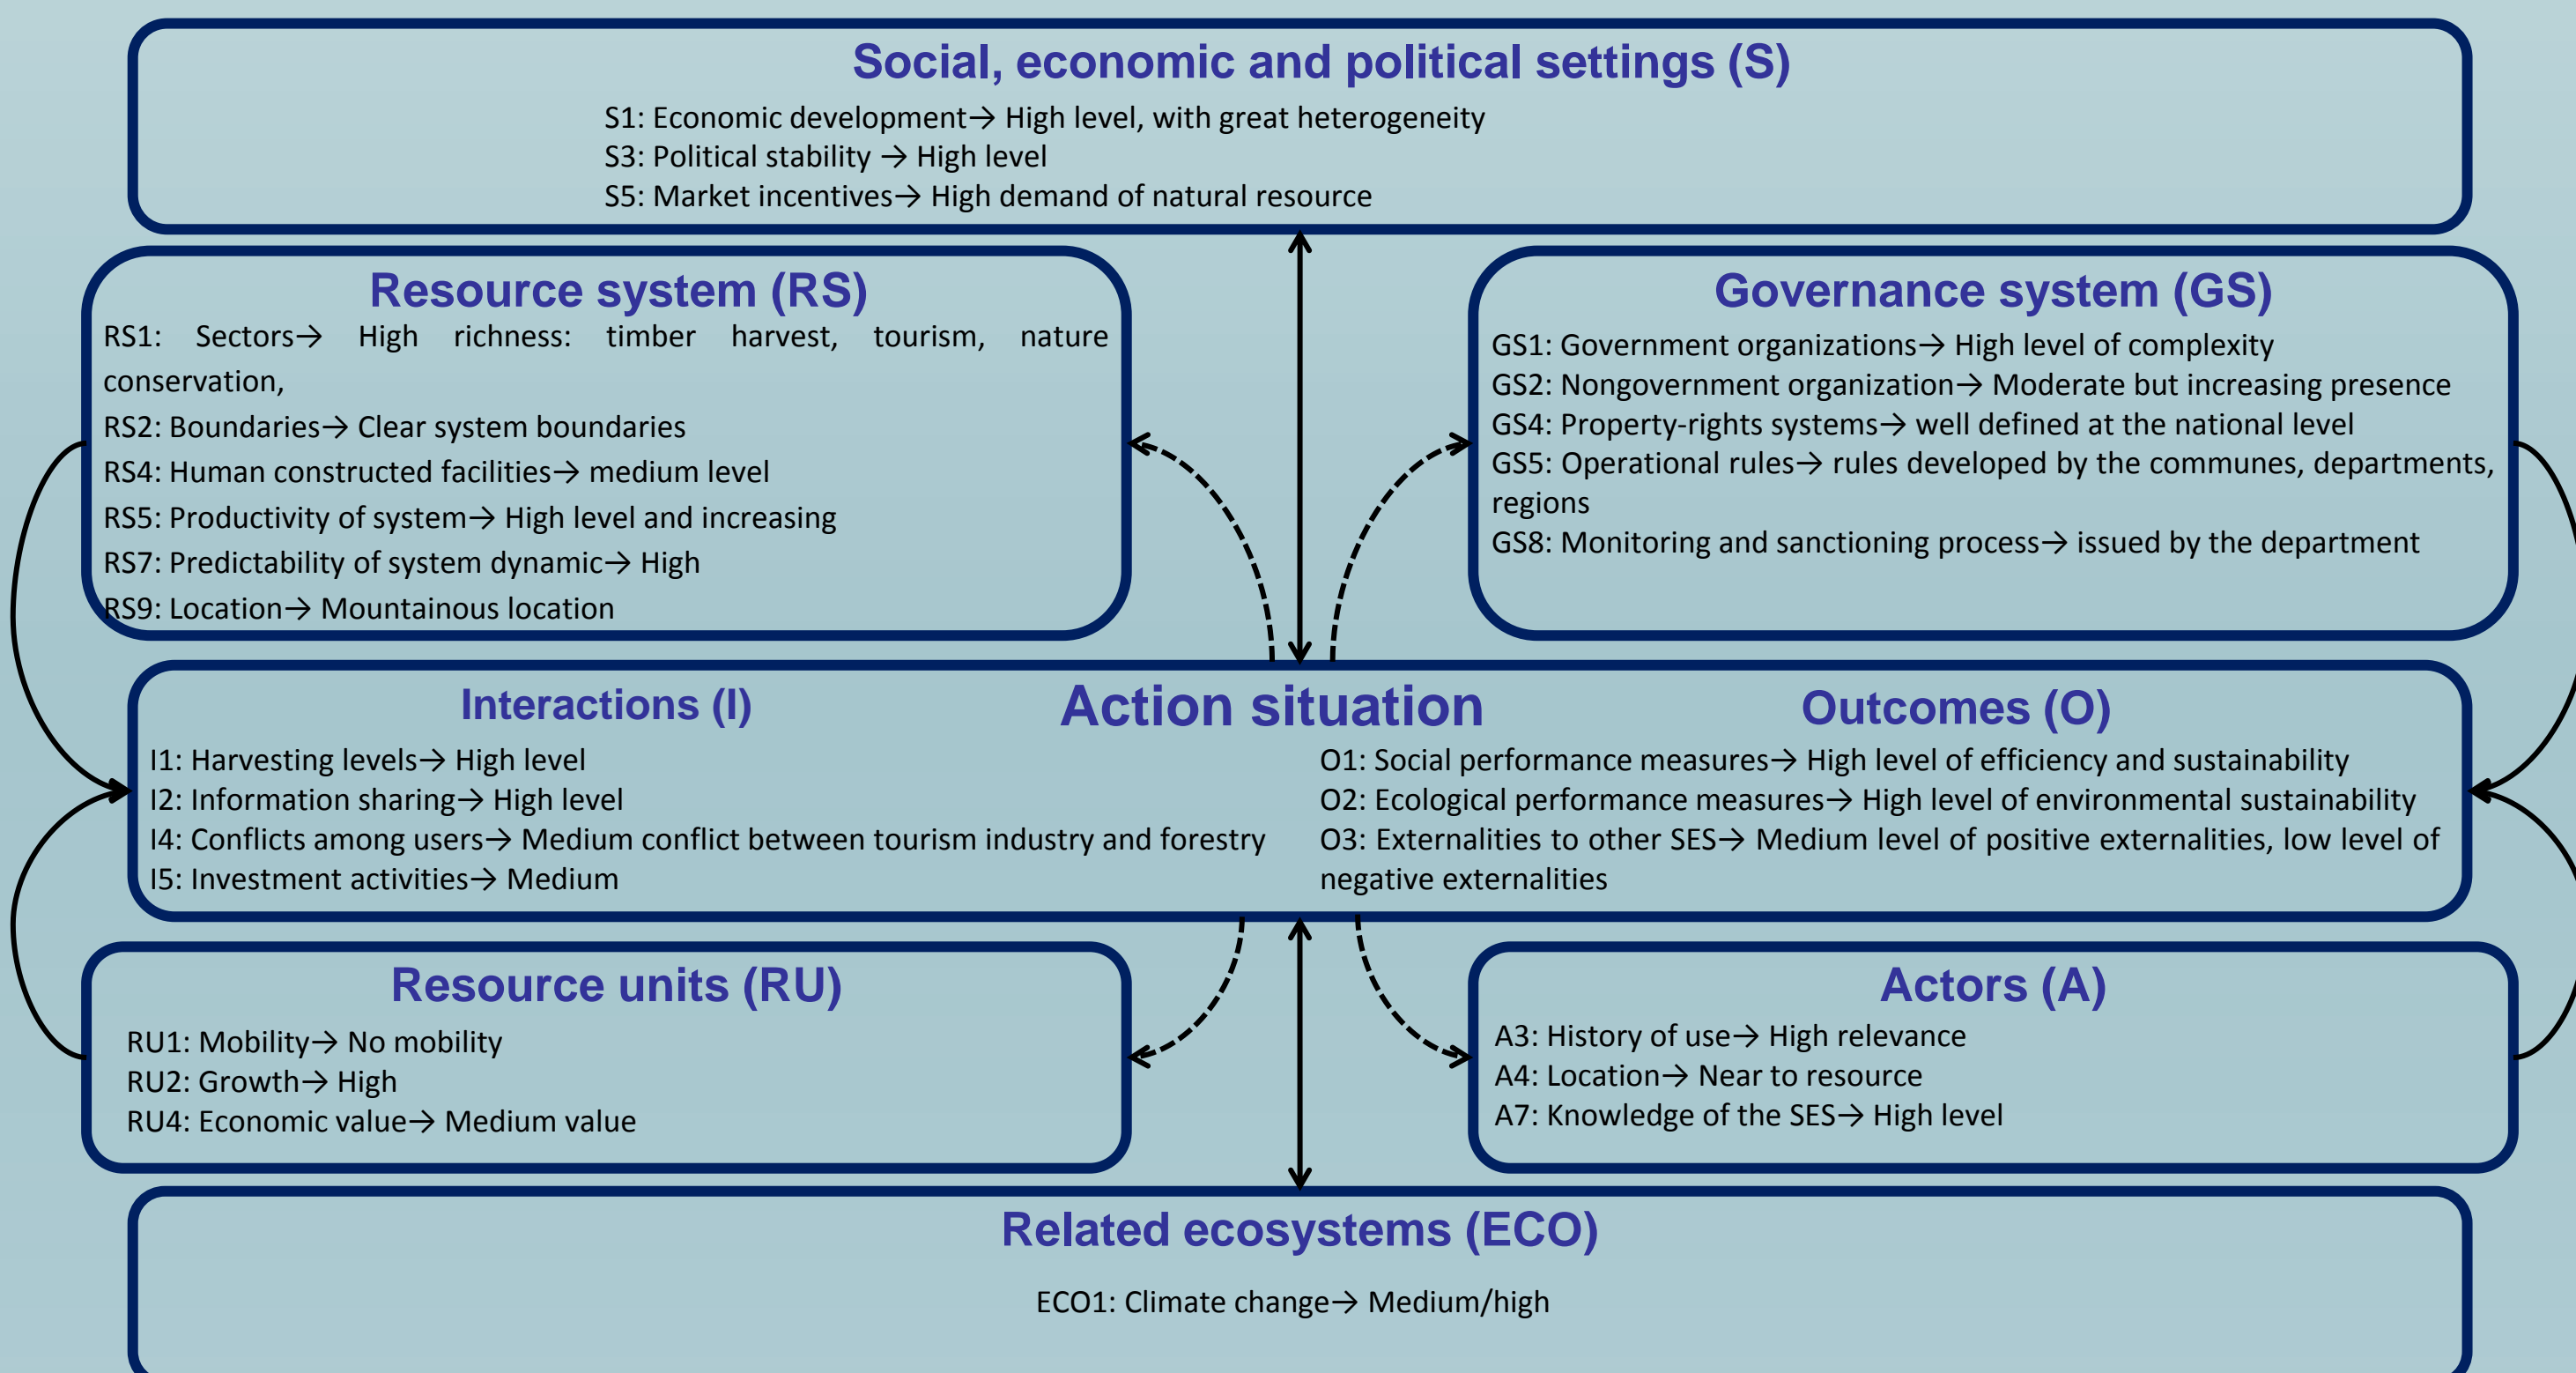 Social, economic and political settings (S)
S1: Economic development→ High level, with great heterogeneity
S3: Political stability → High level
S5: Market incentives→ High demand of natural resource
Resource system (RS)
RS1: Sectors→ High richness: timber harvest, tourism, nature
conservation,
RS2: Boundaries→ Clear system boundaries
RS4: Human constructed facilities→ medium level
RS5: Productivity of system→ High level and increasing
RS7: Predictability of system dynamic→ High
RS9: Location→ Mountainous location
Governance system (GS)
GS1: Government organizations→ High level of complexity
GS2: Nongovernment organization→ Moderate but increasing presence
GS4: Property-rights systems→ well defined at the national level
GS5: Operational rules→ rules developed by the communes, departments,
regions
GS8: Monitoring and sanctioning process→ issued by the department
Action situation
Interactions (I)
I1: Harvesting levels→ High level
I2: Information sharing→ High level
I4: Conflicts among users→ Medium conflict between tourism industry and forestry
I5: Investment activities→ Medium
Outcomes (O)
O1: Social performance measures→ High level of efficiency and sustainability
O2: Ecological performance measures→ High level of environmental sustainability
O3: Externalities to other SES→ Medium level of positive externalities, low level of
negative externalities
Resource units (RU)
RU1: Mobility→ No mobility
RU2: Growth→ High
RU4: Economic value→ Medium value
Actors (A)
A3: History of use→ High relevance
A4: Location→ Near to resource
A7: Knowledge of the SES→ High level
Related ecosystems (ECO)
ECO1: Climate change→ Medium/high